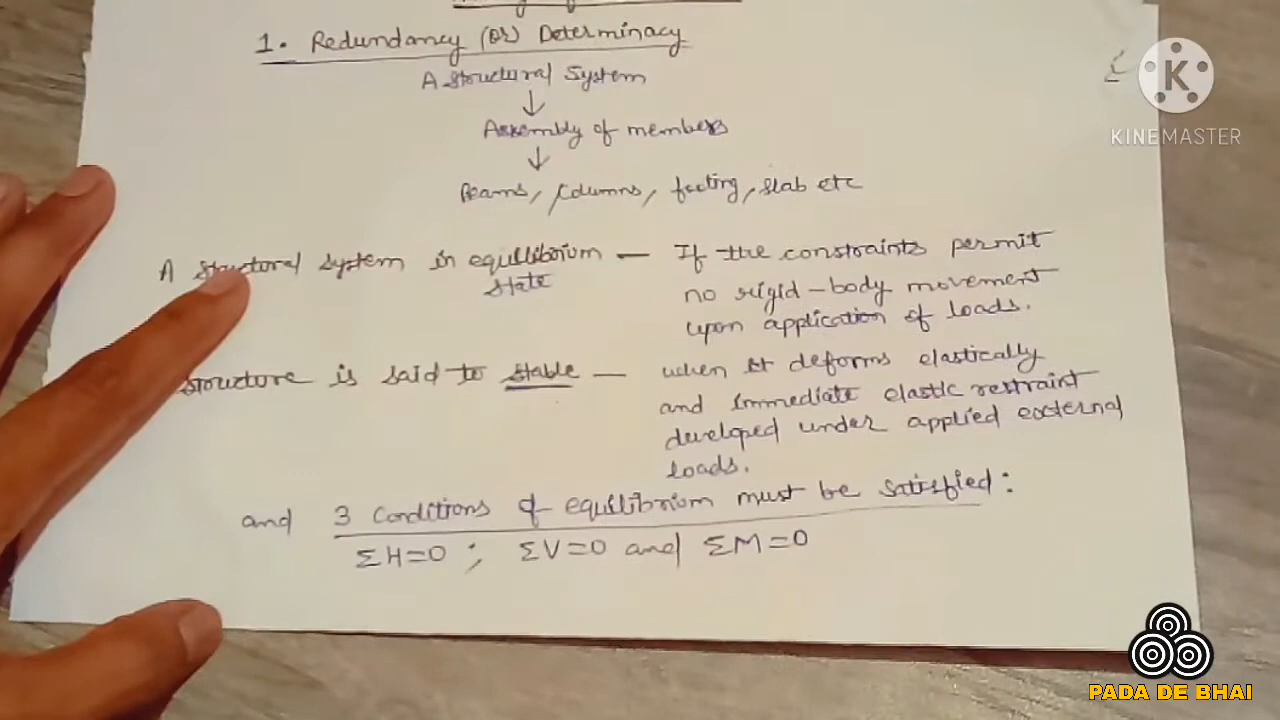 1. Redundancy (or) Determinacy
A structural system
Assembly of members
Beams, columns, footing, slab etc
A structural system in equilibrium state — If the constraints permit
no rigid-body movement
upon application of loads.
structure is said to stable — when it deforms elastically
and immediate elastic restraint
developed under applied external
loads.
and 3 conditions of equilibrium must be satisfied:
ΣH=0 ; ΣV=0 and ΣM=0
K
KINEMASTER
PADA DE BHAI